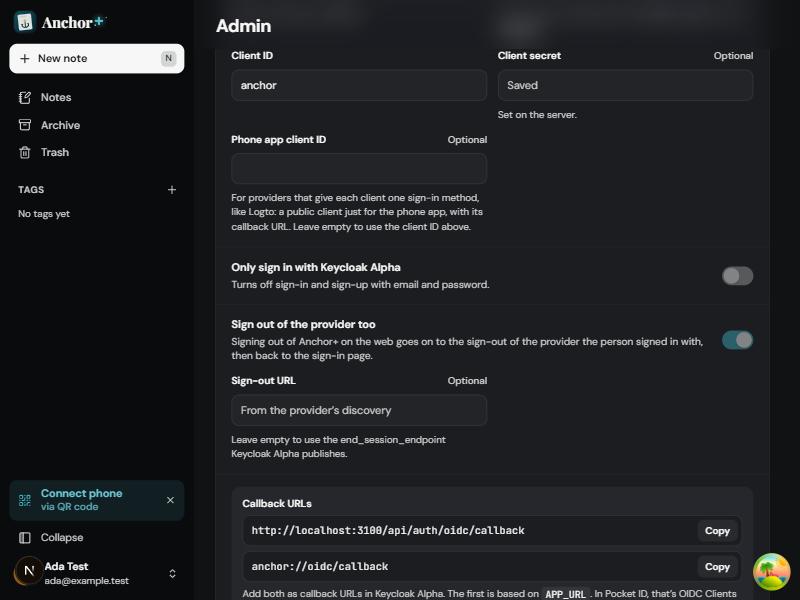 Anchor+
Admin
New note
N
Notes
Archive
Trash
TAGS
No tags yet
Client ID
anchor
Client secret
Optional
Saved
Set on the server.
Phone app client ID
Optional
For providers that give each client one sign-in method,
like Logto: a public client just for the phone app, with its
callback URL. Leave empty to use the client ID above.
Only sign in with Keycloak Alpha
Turns off sign-in and sign-up with email and password.
Sign out of the provider too
Signing out of Anchor+ on the web goes on to the sign-out of the provider the person signed in with,
then back to the sign-in page.
Sign-out URL
Optional
From the provider's discovery
Leave empty to use the end_session_endpoint
Keycloak Alpha publishes.
Callback URLs
http://localhost:3100/api/auth/oidc/callback
Copy
anchor://oidc/callback
Copy
Add both as callback URLs in Keycloak Alpha. The first is based on APP_URL. In Pocket ID, that's OIDC Clients
Connect phone
via QR code
Collapse
N
Ada Test
ada@example.test